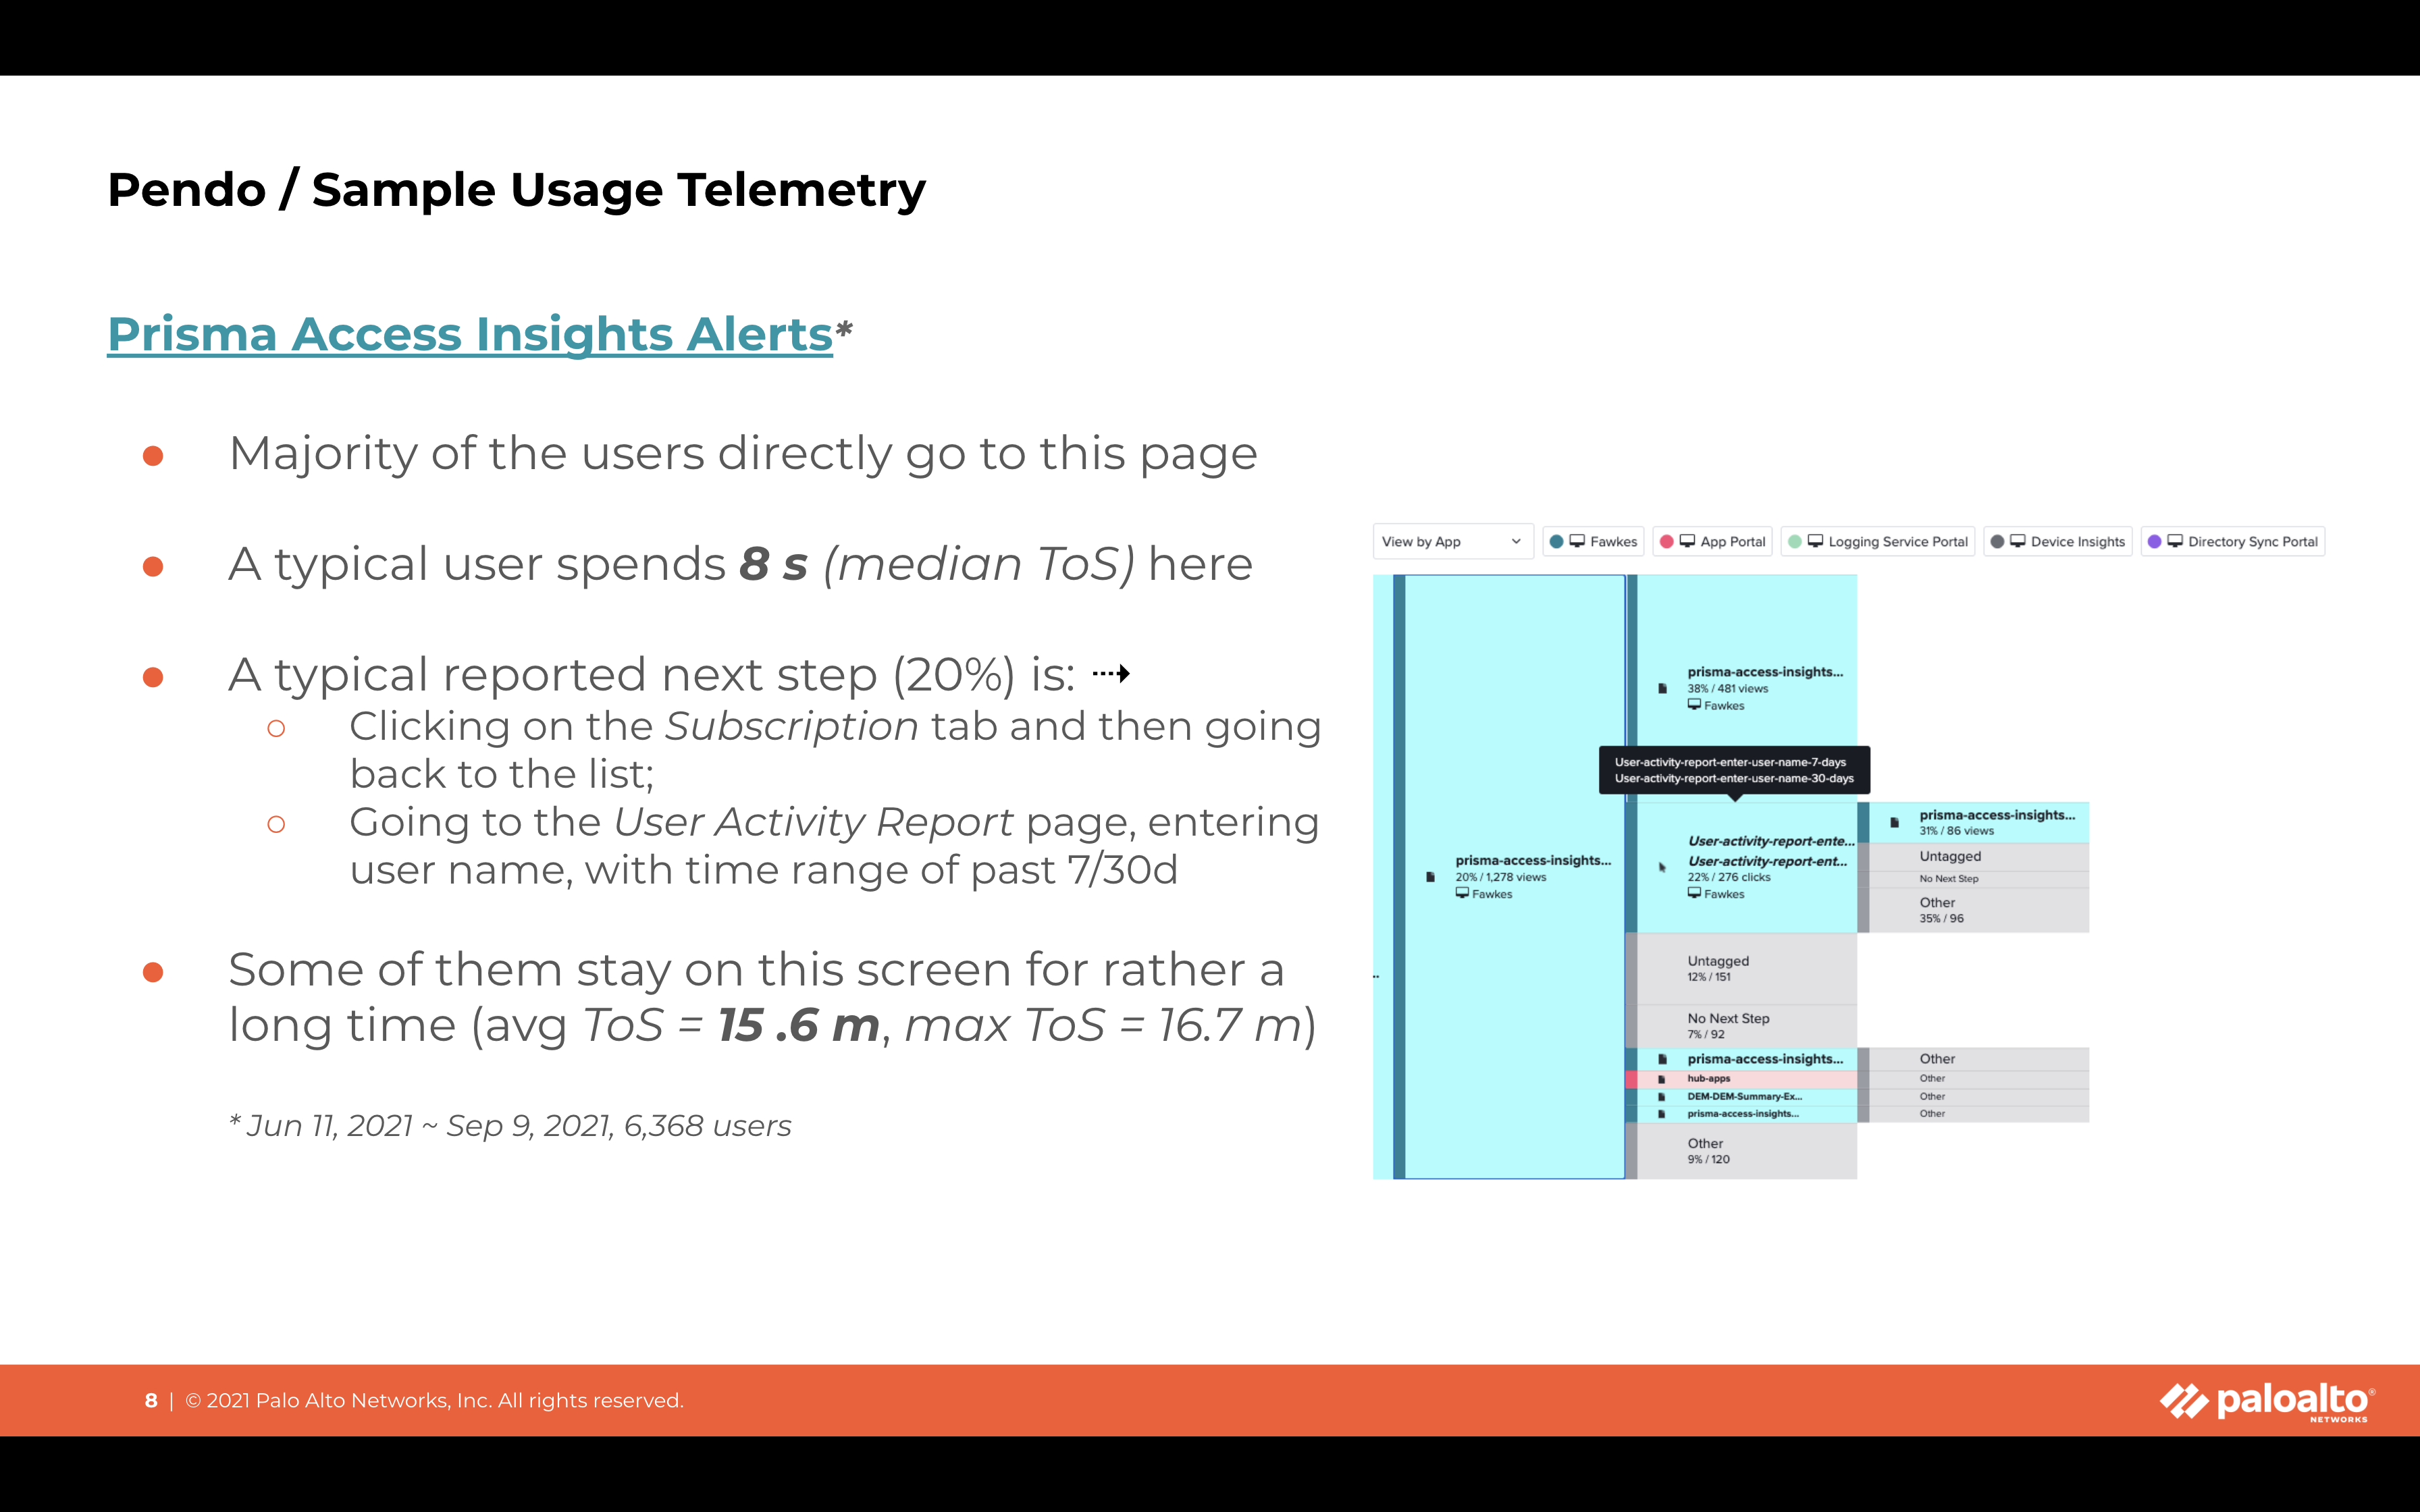 Pendo / Sample Usage Telemetry
Prisma Access Insights Alerts*
● Majority of the users directly go to this page
● A typical user spends 8 s (median ToS) here
● A typical reported next step (20%) is: ⤑
○ Clicking on the Subscription tab and then going
back to the list;
○ Going to the User Activity Report page, entering
user name, with time range of past 7/30d
● Some of them stay on this screen for rather a
long time (avg ToS = 15 .6 m, max ToS = 16.7 m)
* Jun 11, 2021 ~ Sep 9, 2021, 6,368 users
View by App
Fawkes
App Portal
Logging Service Portal
Device Insights
Directory Sync Portal
..
prisma-access-insights...
20% / 1,278 views
Fawkes
prisma-access-insights...
38% / 481 views
Fawkes
User-activity-report-enter-user-name-7-days
User-activity-report-enter-user-name-30-days
User-activity-report-ente...
User-activity-report-ent...
22% / 276 clicks
Fawkes
Untagged
12% / 151
No Next Step
7% / 92
prisma-access-insights...
hub-apps
DEM-DEM-Summary-Ex...
prisma-access-insights...
Other
9% / 120
prisma-access-insights...
31% / 86 views
Untagged
No Next Step
Other
35% / 96
Other
Other
Other
Other
8 | © 2021 Palo Alto Networks, Inc. All rights reserved.
paloalto®
NETWORKS